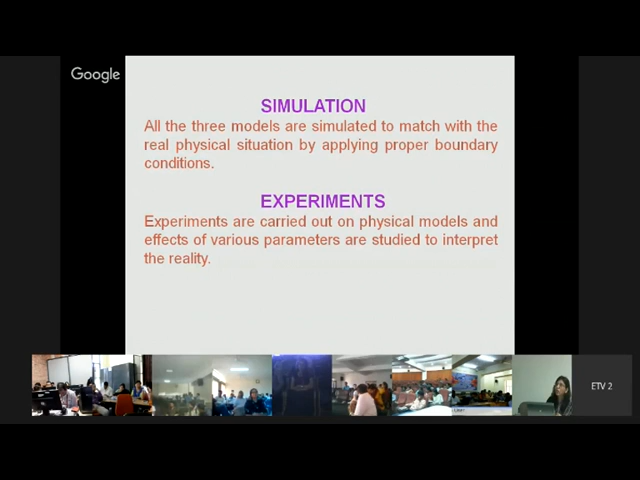 Google
SIMULATION
All the three models are simulated to match with the
real physical situation by applying proper boundary
conditions.
EXPERIMENTS
Experiments are carried out on physical models and
effects of various parameters are studied to interpret
the reality.
ETV 2